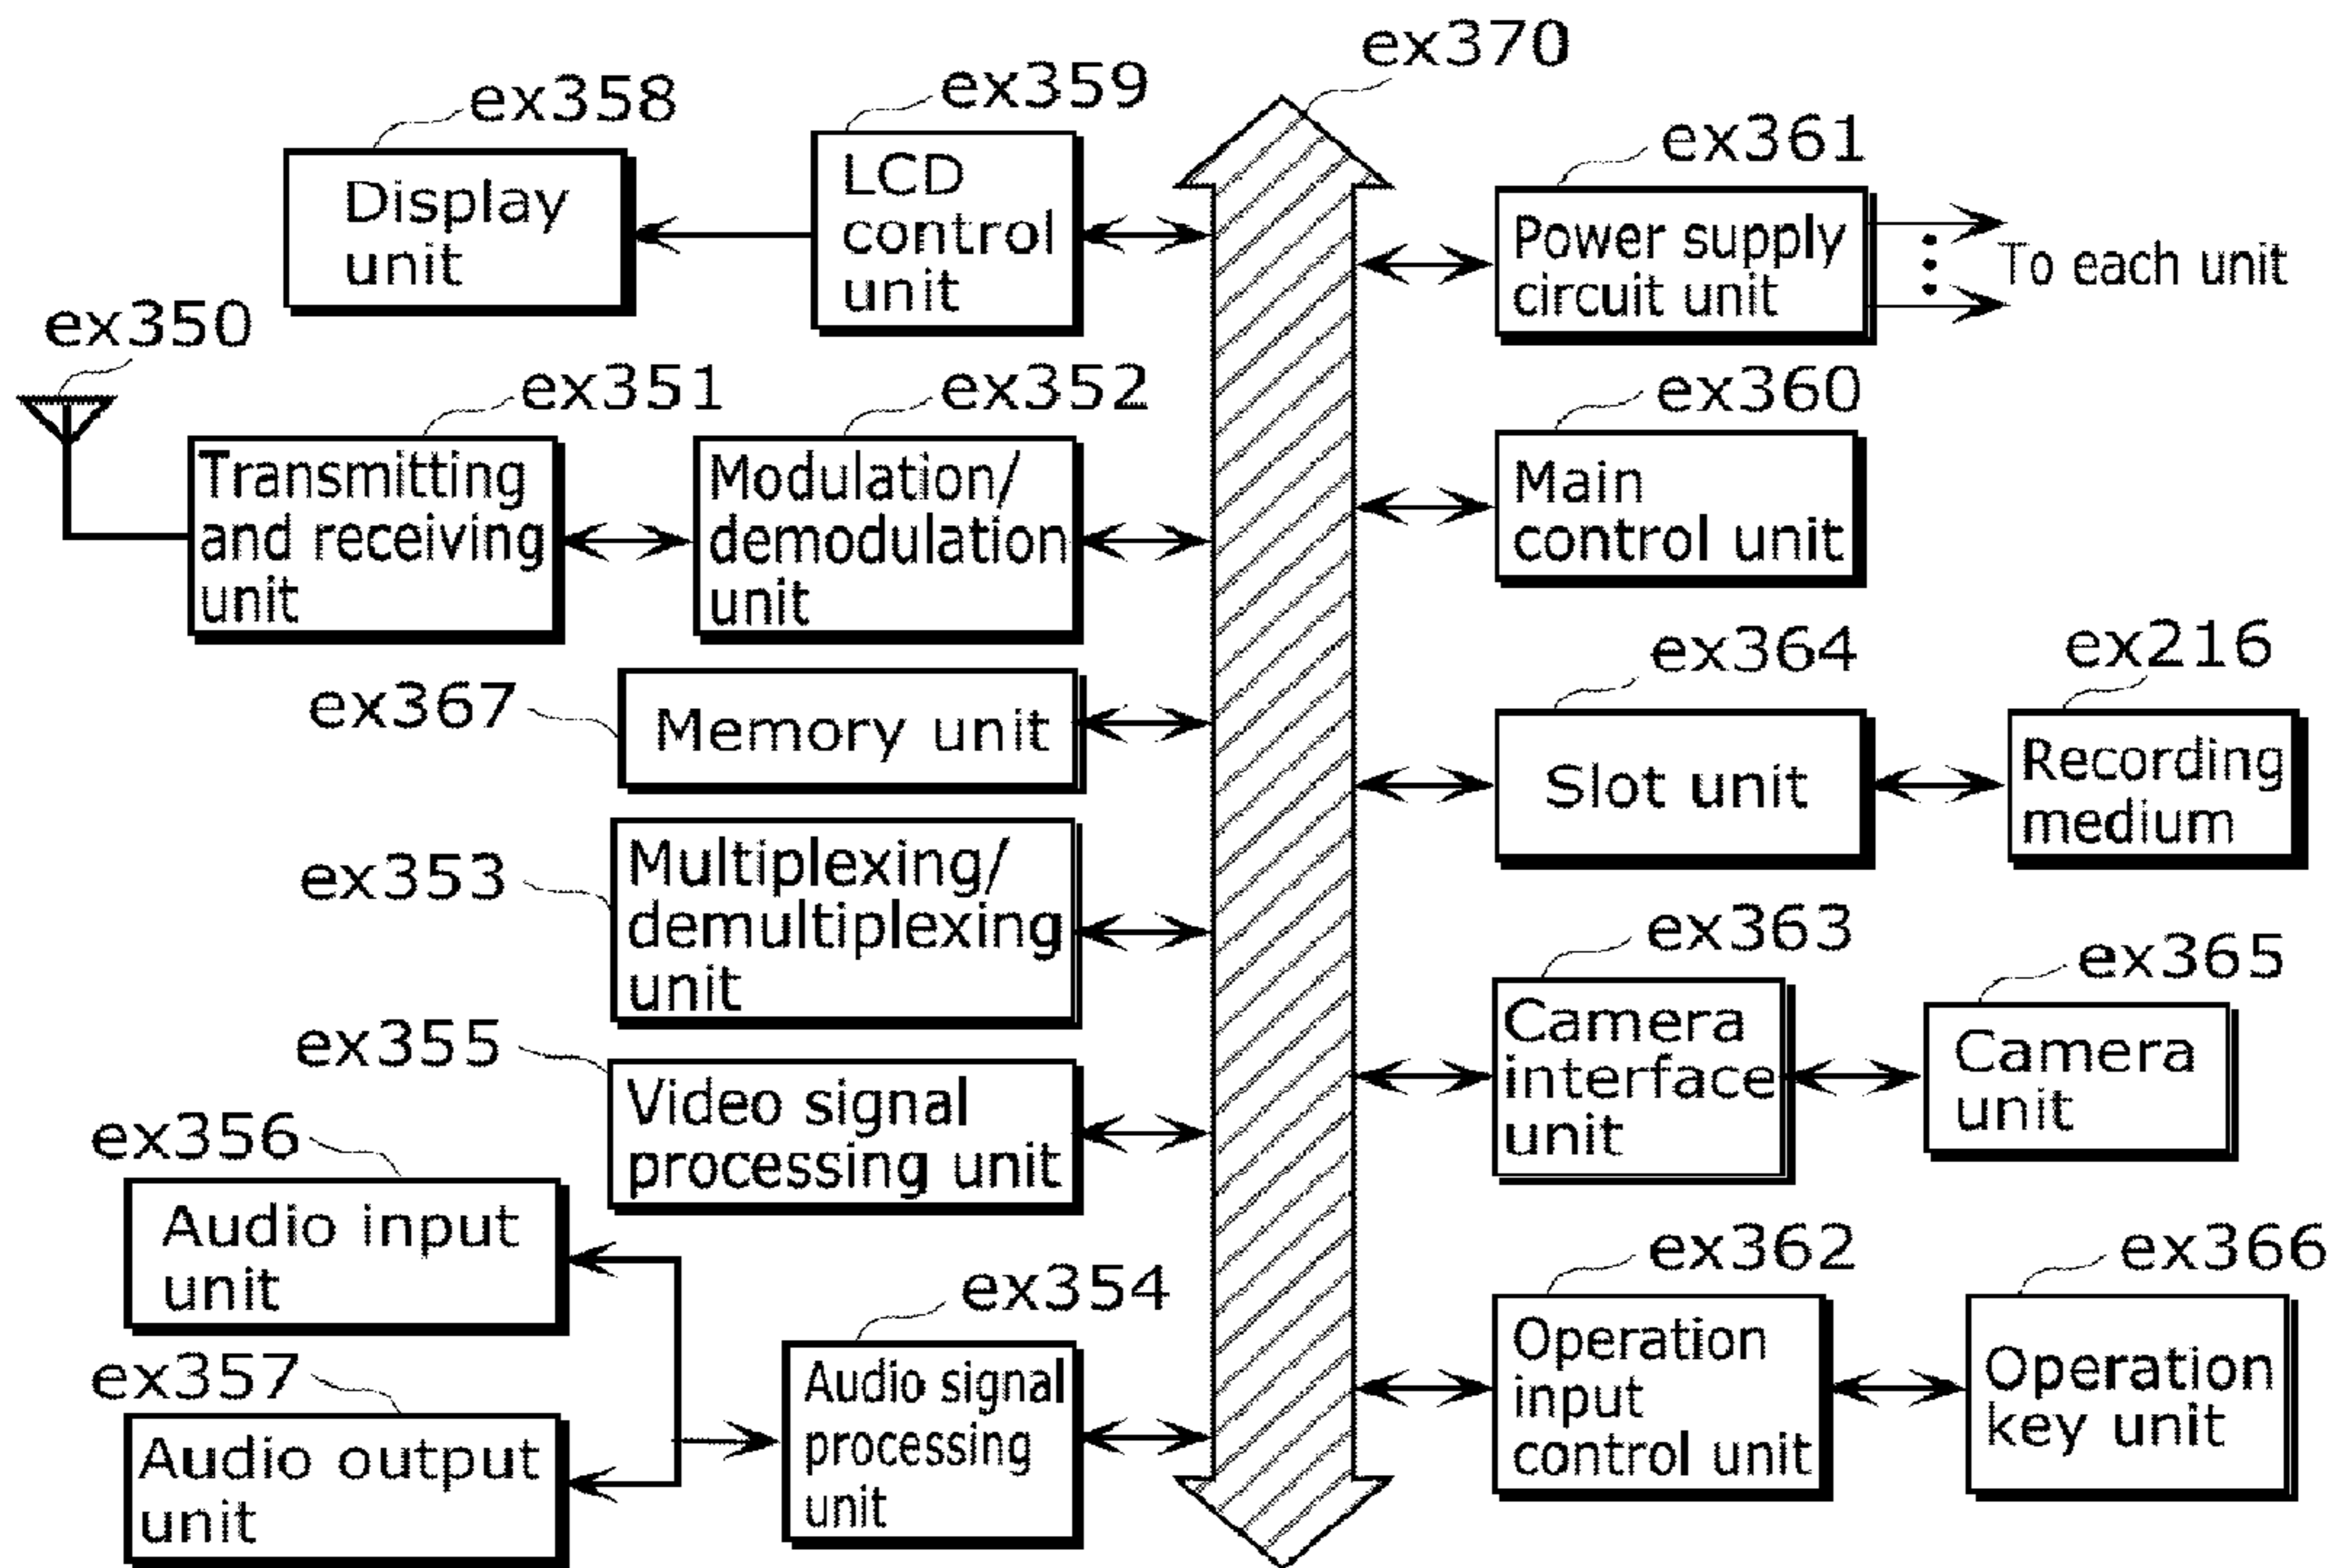 ex370
ex358
ex359
ex361
Display
unit
LCD
control
unit
Power supply
circuit unit
To each unit
ex350
ex351
ex352
ex360
Transmitting
and receiving
unit
Modulation/
demodulation
unit
Main
control unit
ex367
Memory unit
ex364
ex216
Slot unit
Recording
medium
ex353
Multiplexing/
demultiplexing
unit
ex363
ex365
Camera
interface
unit
Camera
unit
ex355
Video signal
processing unit
ex356
Audio input
unit
ex354
ex362
ex366
ex357
Audio output
unit
Audio signal
processing
unit
Operation
input
control unit
Operation
key unit